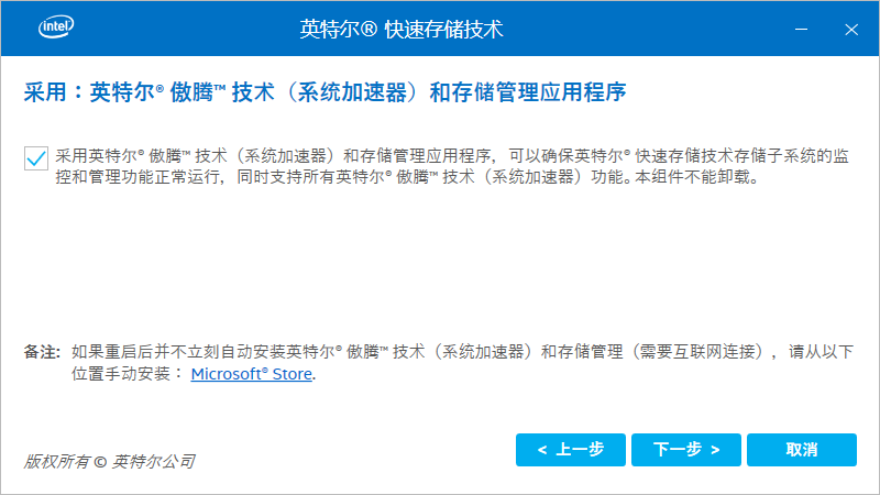 intel
英特尔® 快速存储技术
采用：英特尔® 傲腾™ 技术（系统加速器）和存储管理应用程序
采用英特尔® 傲腾™ 技术（系统加速器）和存储管理应用程序，可以确保英特尔® 快速存储技术存储子系统的监
控和管理功能正常运行，同时支持所有英特尔® 傲腾™ 技术（系统加速器）功能。本组件不能卸载。
备注: 如果重启后并不立刻自动安装英特尔® 傲腾™ 技术（系统加速器）和存储管理（需要互联网连接），请从以下
位置手动安装： Microsoft® Store.
版权所有 © 英特尔公司
< 上一步 下一步 > 取消